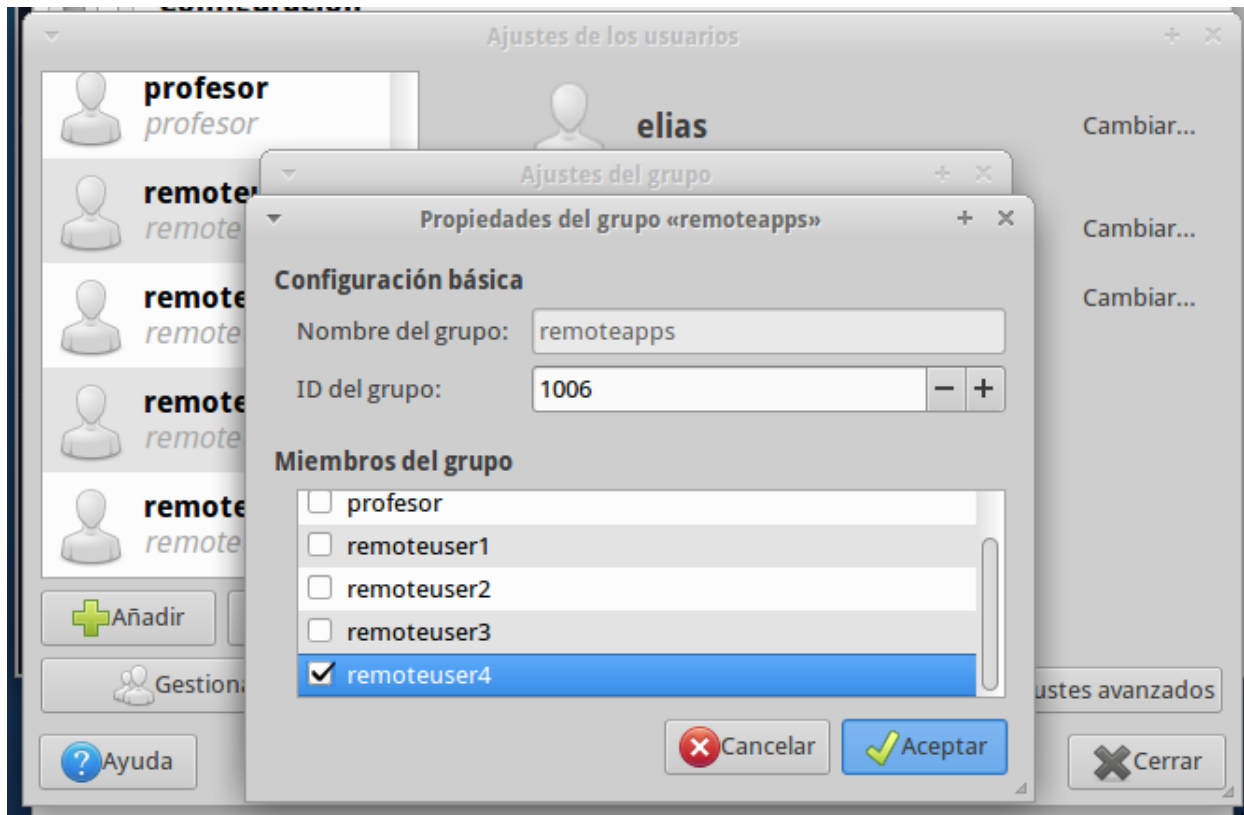 Ajustes de los usuarios
profesor
profesor
elias
Cambiar...
Ajustes del grupo
Propiedades del grupo «remoteapps»
Cambiar...
Configuración básica
Cambiar...
Nombre del grupo: remoteapps
ID del grupo: 1006
Miembros del grupo
profesor
remoteuser1
remoteuser2
remoteuser3
remoteuser4
Añadir
Cancelar
Aceptar
Ayuda
Cerrar